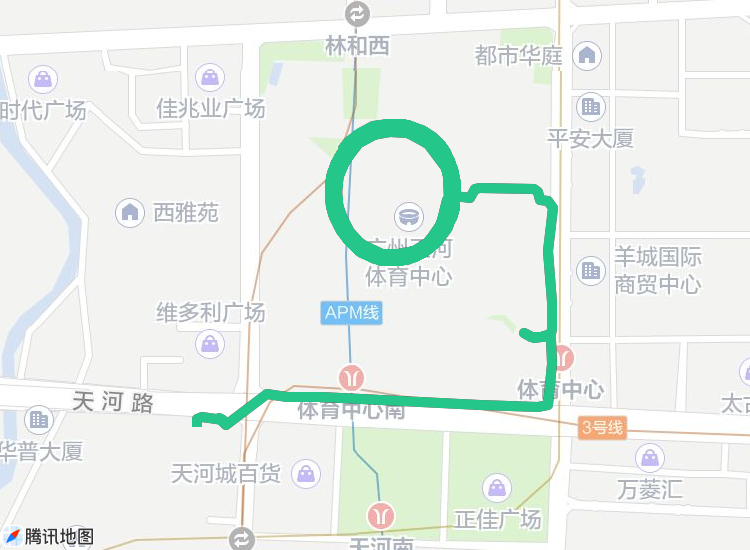 林和西
都市华庭
时代广场
佳兆业广场
平安大厦
西雅苑
广州天河
体育中心
羊城国际
商贸中心
维多利广场
APM线
天河路
体育中心南
体育中心
太古
3号线
华普大厦
天河城百货
万菱汇
正佳广场
天河南
腾讯地图